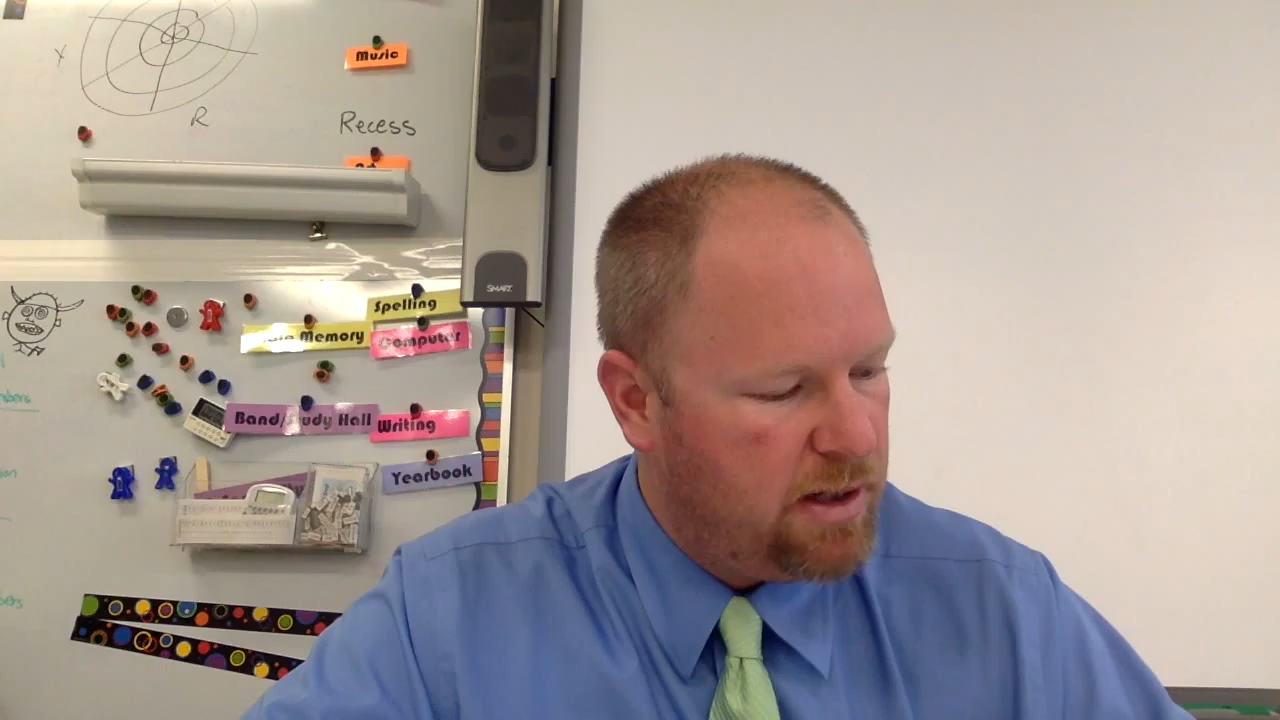 Music
X
R
Recess
SMART
Spelling
Memory
Computer
Band/Study Hall
Writing
Yearbook